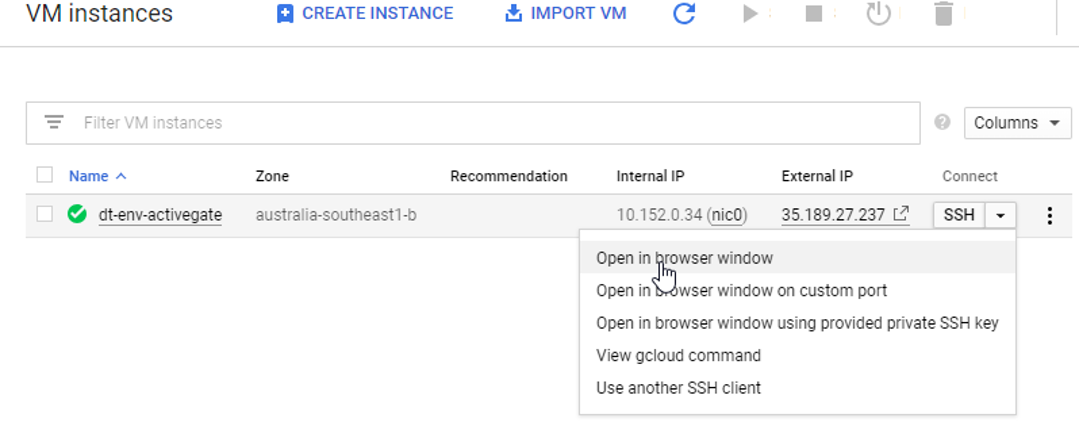 VM instances CREATE INSTANCE IMPORT VM
Filter VM instances Columns
Name Zone Recommendation Internal IP External IP Connect
dt-env-activegate australia-southeast1-b 10.152.0.34 (nic0) 35.189.27.237 SSH
Open in browser window
Open in browser window on custom port
Open in browser window using provided private SSH key
View gcloud command
Use another SSH client